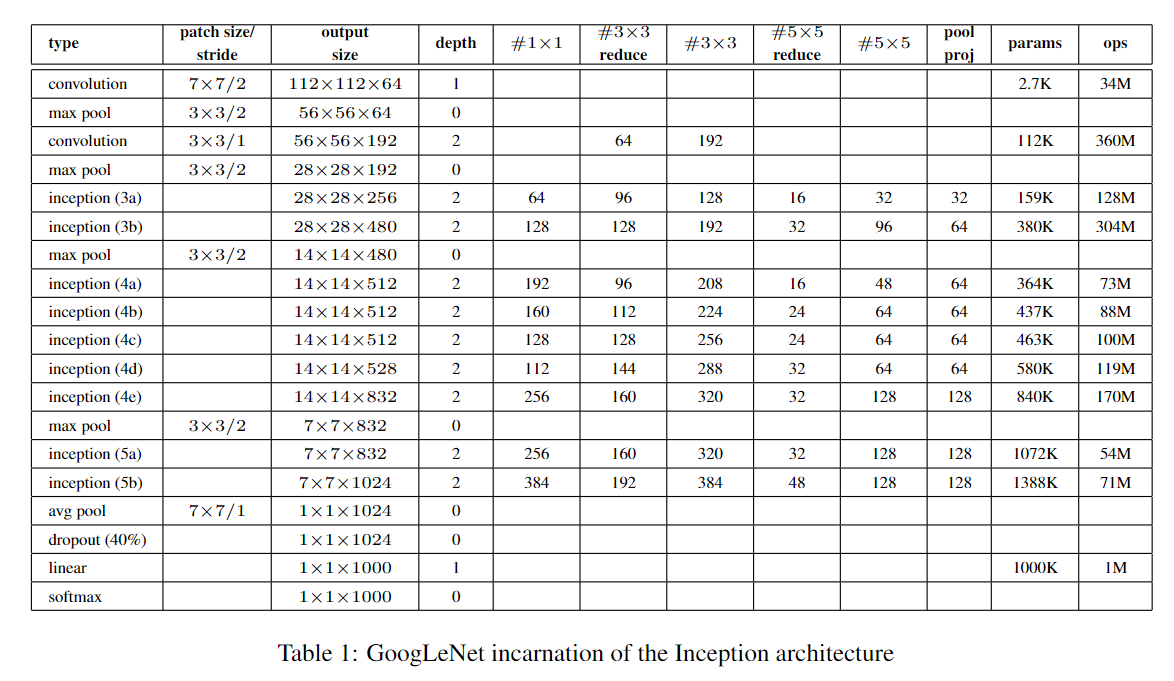 type patch size/ stride output size depth #1×1 #3×3 reduce #3×3 #5×5 reduce #5×5 pool proj params ops
convolution 7×7/2 112×112×64 1 2.7K 34M
max pool 3×3/2 56×56×64 0
convolution 3×3/1 56×56×192 2 64 192 112K 360M
max pool 3×3/2 28×28×192 0
inception (3a) 28×28×256 2 64 96 128 16 32 32 159K 128M
inception (3b) 28×28×480 2 128 128 192 32 96 64 380K 304M
max pool 3×3/2 14×14×480 0
inception (4a) 14×14×512 2 192 96 208 16 48 64 364K 73M
inception (4b) 14×14×512 2 160 112 224 24 64 64 437K 88M
inception (4c) 14×14×512 2 128 128 256 24 64 64 463K 100M
inception (4d) 14×14×528 2 112 144 288 32 64 64 580K 119M
inception (4e) 14×14×832 2 256 160 320 32 128 128 840K 170M
max pool 3×3/2 7×7×832 0
inception (5a) 7×7×832 2 256 160 320 32 128 128 1072K 54M
inception (5b) 7×7×1024 2 384 192 384 48 128 128 1388K 71M
avg pool 7×7/1 1×1×1024 0
dropout (40%) 1×1×1024 0
linear 1×1×1000 1 1000K 1M
softmax 1×1×1000 0
Table 1: GoogLeNet incarnation of the Inception architecture